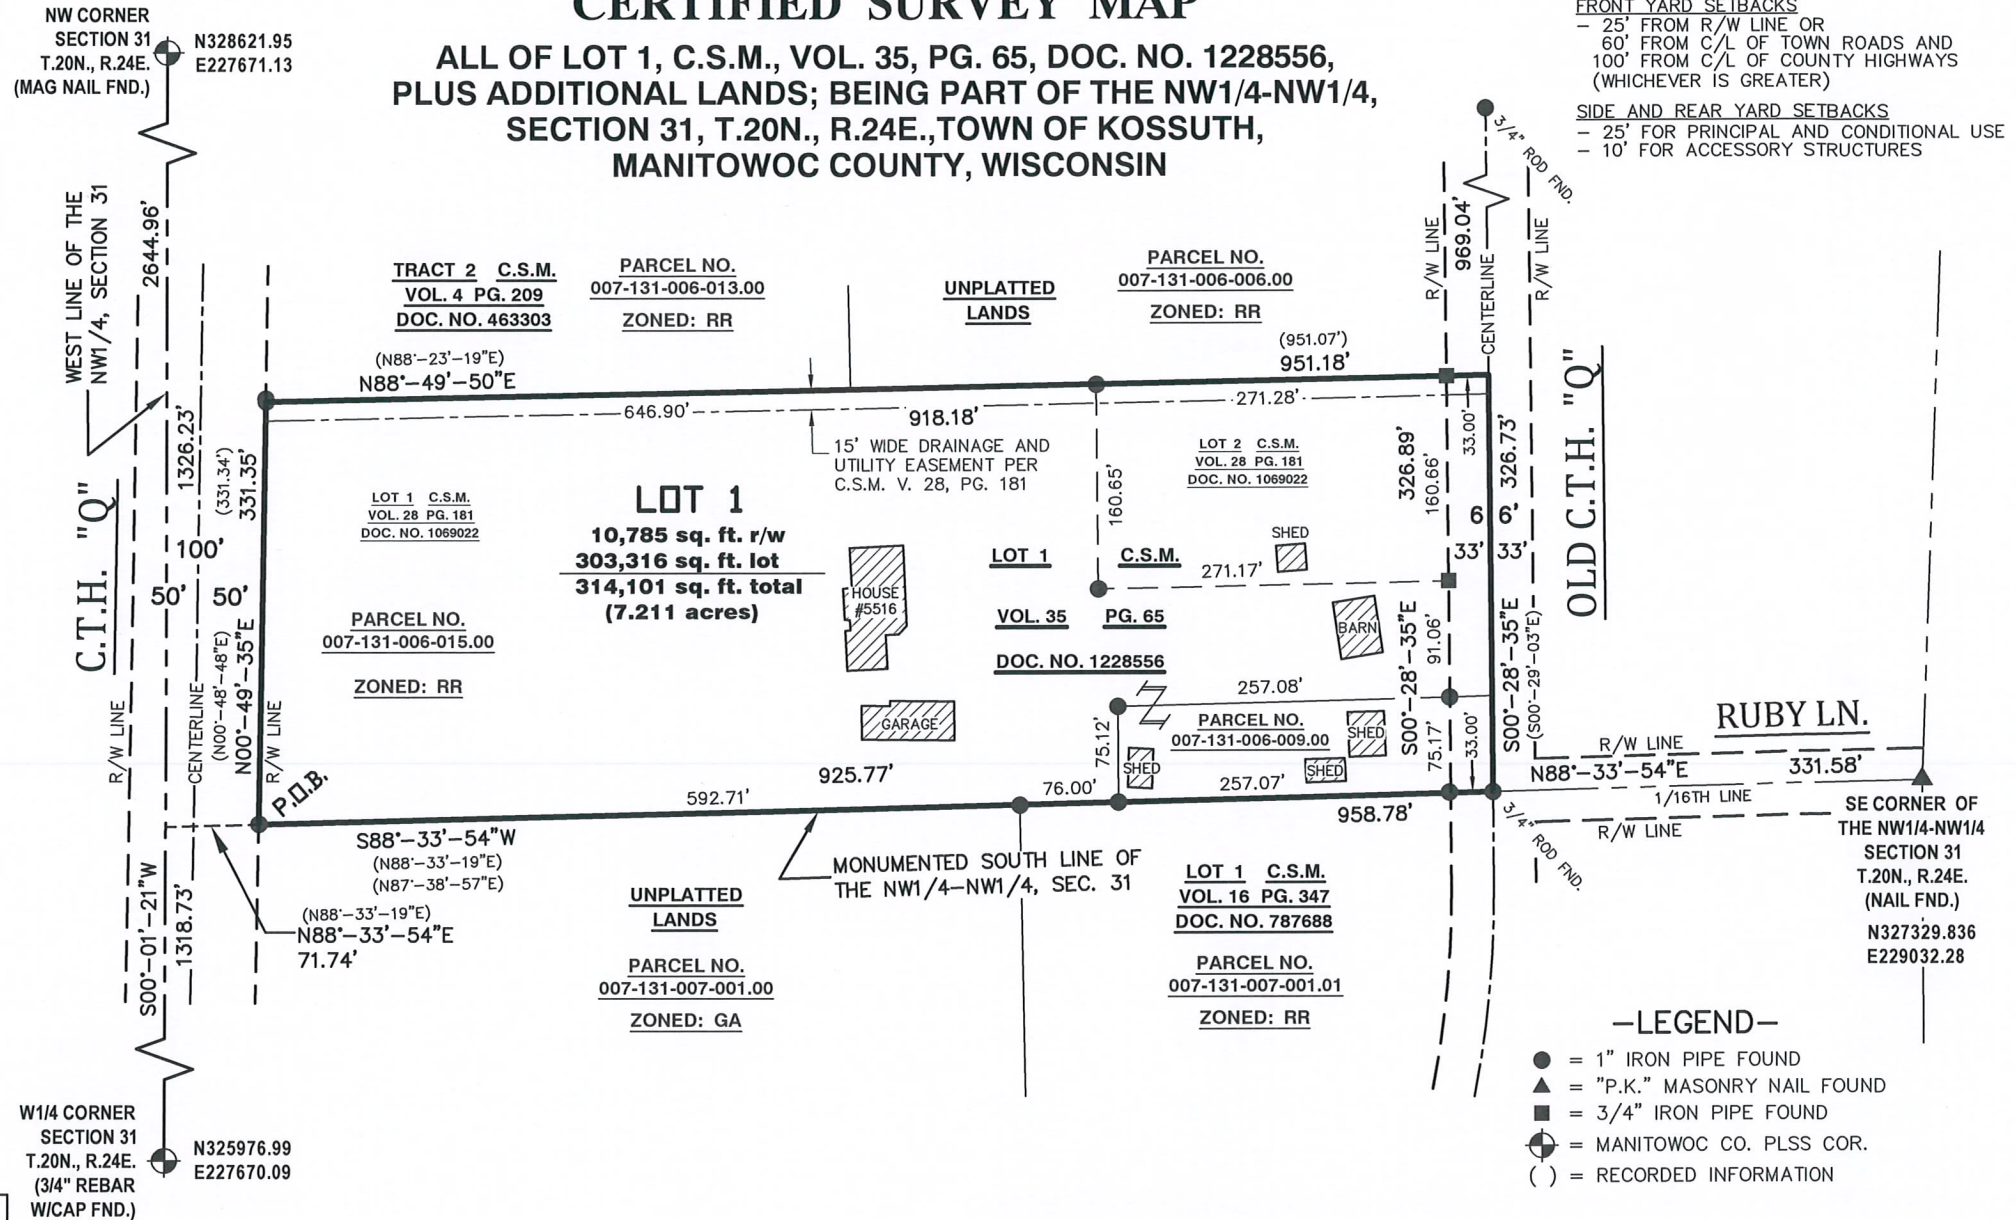 CERTIFIED SURVEY MAP
ALL OF LOT 1, C.S.M., VOL. 35, PG. 65, DOC. NO. 1228556,
PLUS ADDITIONAL LANDS; BEING PART OF THE NW1/4-NW1/4,
SECTION 31, T.20N., R.24E.,TOWN OF KOSSUTH,
MANITOWOC COUNTY, WISCONSIN
NW CORNER
SECTION 31
T.20N., R.24E.
(MAG NAIL FND.)
N328621.95
E227671.13
FRONT YARD SETBACKS
- 25' FROM R/W LINE OR
60' FROM C/L OF TOWN ROADS AND
100' FROM C/L OF COUNTY HIGHWAYS
(WHICHEVER IS GREATER)
SIDE AND REAR YARD SETBACKS
- 25' FOR PRINCIPAL AND CONDITIONAL USE
- 10' FOR ACCESSORY STRUCTURES
3/4" ROD FND.
WEST LINE OF THE
NW1/4, SECTION 31
2644.96'
TRACT 2 C.S.M.
VOL. 4 PG. 209
DOC. NO. 463303
PARCEL NO.
007-131-006-013.00
ZONED: RR
UNPLATTED
LANDS
PARCEL NO.
007-131-006-006.00
ZONED: RR
R/W LINE
969.04'
CENTERLINE
R/W LINE
(N88°-23'-19"E)
N88°-49'-50"E
(951.07')
951.18'
646.90'
918.18'
271.28'
15' WIDE DRAINAGE AND
UTILITY EASEMENT PER
C.S.M. V. 28, PG. 181
1326.23'
(331.34')
331.35'
C.T.H. "Q"
100'
50'
50'
LOT 1 C.S.M.
VOL. 28 PG. 181
DOC. NO. 1069022
LOT 1
10,785 sq. ft. r/w
303,316 sq. ft. lot
314,101 sq. ft. total
(7.211 acres)
LOT 2 C.S.M.
VOL. 28 PG. 181
DOC. NO. 1069022
160.65'
326.89'
160.66'
33.00'
326.73'
66'
33'
33'
OLD C.T.H. "Q"
SHED
271.17'
LOT 1 C.S.M.
VOL. 35 PG. 65
DOC. NO. 1228556
HOUSE
#5516
BARN
PARCEL NO.
007-131-006-015.00
ZONED: RR
R/W LINE
CENTERLINE
(N00°-48'-48"E)
N00°-49'-35"E
R/W LINE
GARAGE
257.08'
PARCEL NO.
007-131-006-009.00
SHED
SHED
SHED
75.12'
S00°-28'-35"E
91.06'
75.17'
33.00'
S00°-28'-35"E
(S00°-29'-03"E)
RUBY LN.
R/W LINE
N88°-33'-54"E
331.58'
1/16TH LINE
R/W LINE
P.O.B.
592.71'
925.77'
76.00'
257.07'
958.78'
3/4" ROD FND.
S88°-33'-54"W
(N88°-33'-19"E)
(N87°-38'-57"E)
MONUMENTED SOUTH LINE OF
THE NW1/4-NW1/4, SEC. 31
(N88°-33'-19"E)
N88°-33'-54"E
71.74'
S00°-01'-21"W
1318.73'
UNPLATTED
LANDS
PARCEL NO.
007-131-007-001.00
ZONED: GA
LOT 1 C.S.M.
VOL. 16 PG. 347
DOC. NO. 787688
PARCEL NO.
007-131-007-001.01
ZONED: RR
SE CORNER OF
THE NW1/4-NW1/4
SECTION 31
T.20N., R.24E.
(NAIL FND.)
N327329.836
E229032.28
W1/4 CORNER
SECTION 31
T.20N., R.24E.
(3/4" REBAR
W/CAP FND.)
N325976.99
E227670.09
-LEGEND-
= 1" IRON PIPE FOUND
= "P.K." MASONRY NAIL FOUND
= 3/4" IRON PIPE FOUND
= MANITOWOC CO. PLSS COR.
( ) = RECORDED INFORMATION